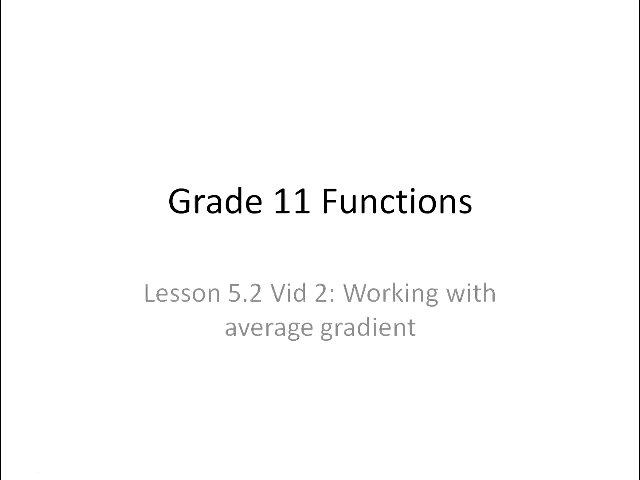 Grade 11 Functions
Lesson 5.2 Vid 2: Working with
average gradient